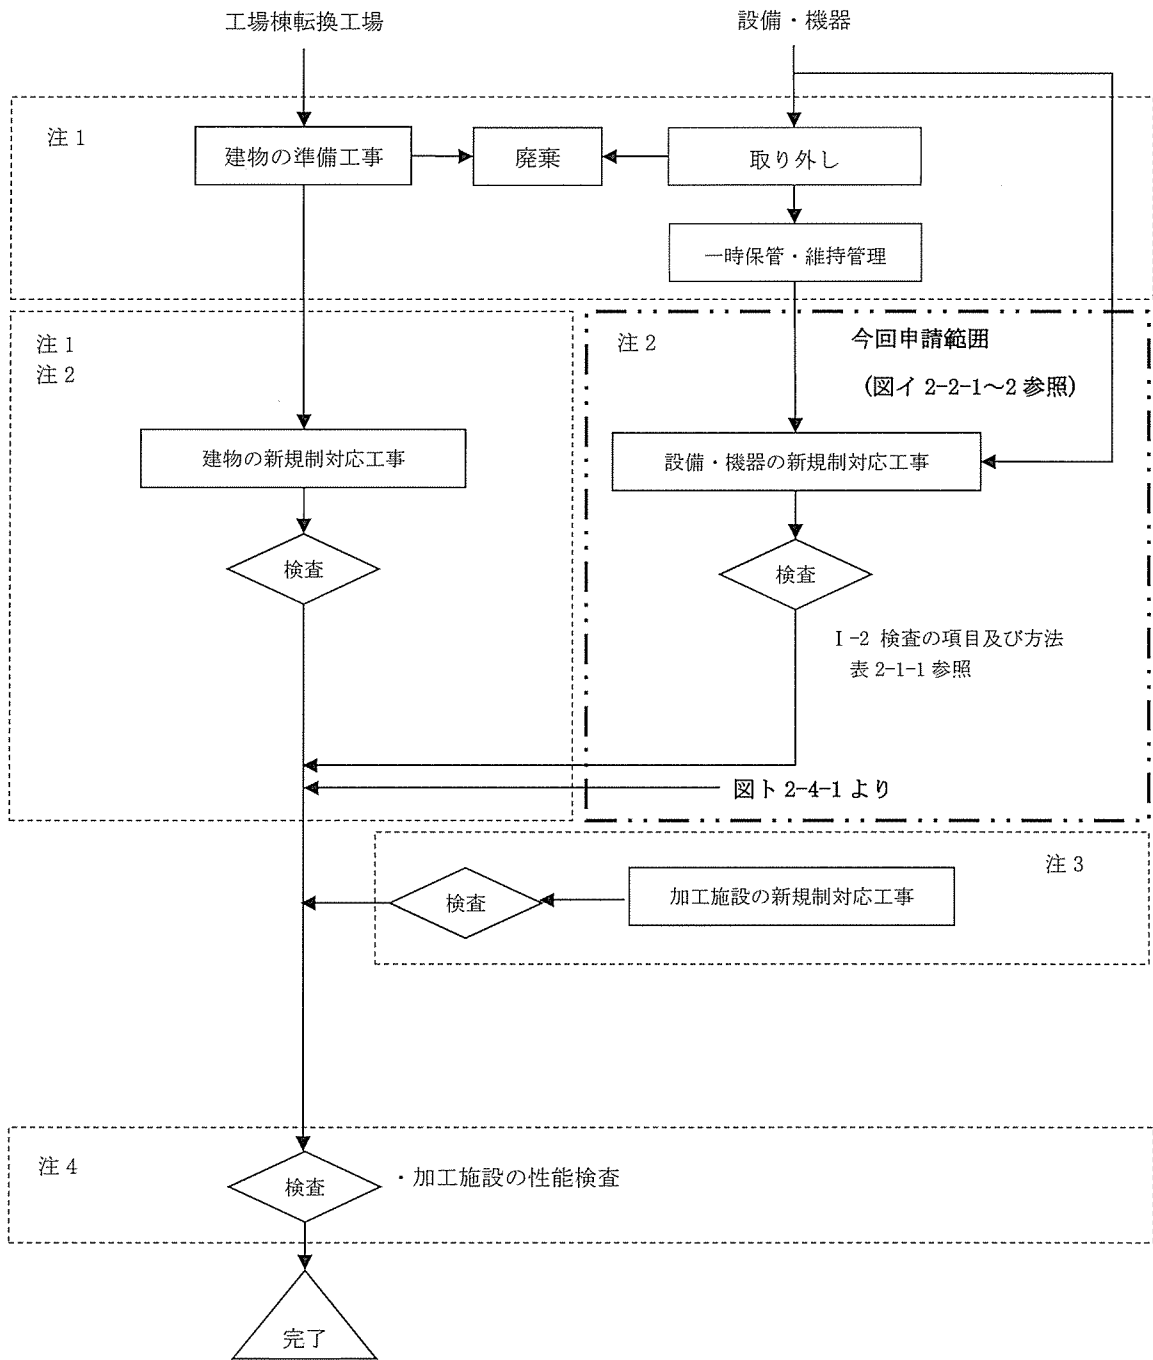 工場棟転換工場
設備・機器
注 1
建物の準備工事
廃棄
取り外し
一時保管・維持管理
注 1
注 2
注 2
今回申請範囲
(図イ 2-2-1～2 参照)
建物の新規制対応工事
設備・機器の新規制対応工事
検査
検査
Ⅰ-2 検査の項目及び方法
表 2-1-1 参照
図ト 2-4-1 より
注 3
検査
加工施設の新規制対応工事
注 4
検査
・加工施設の性能検査
完了